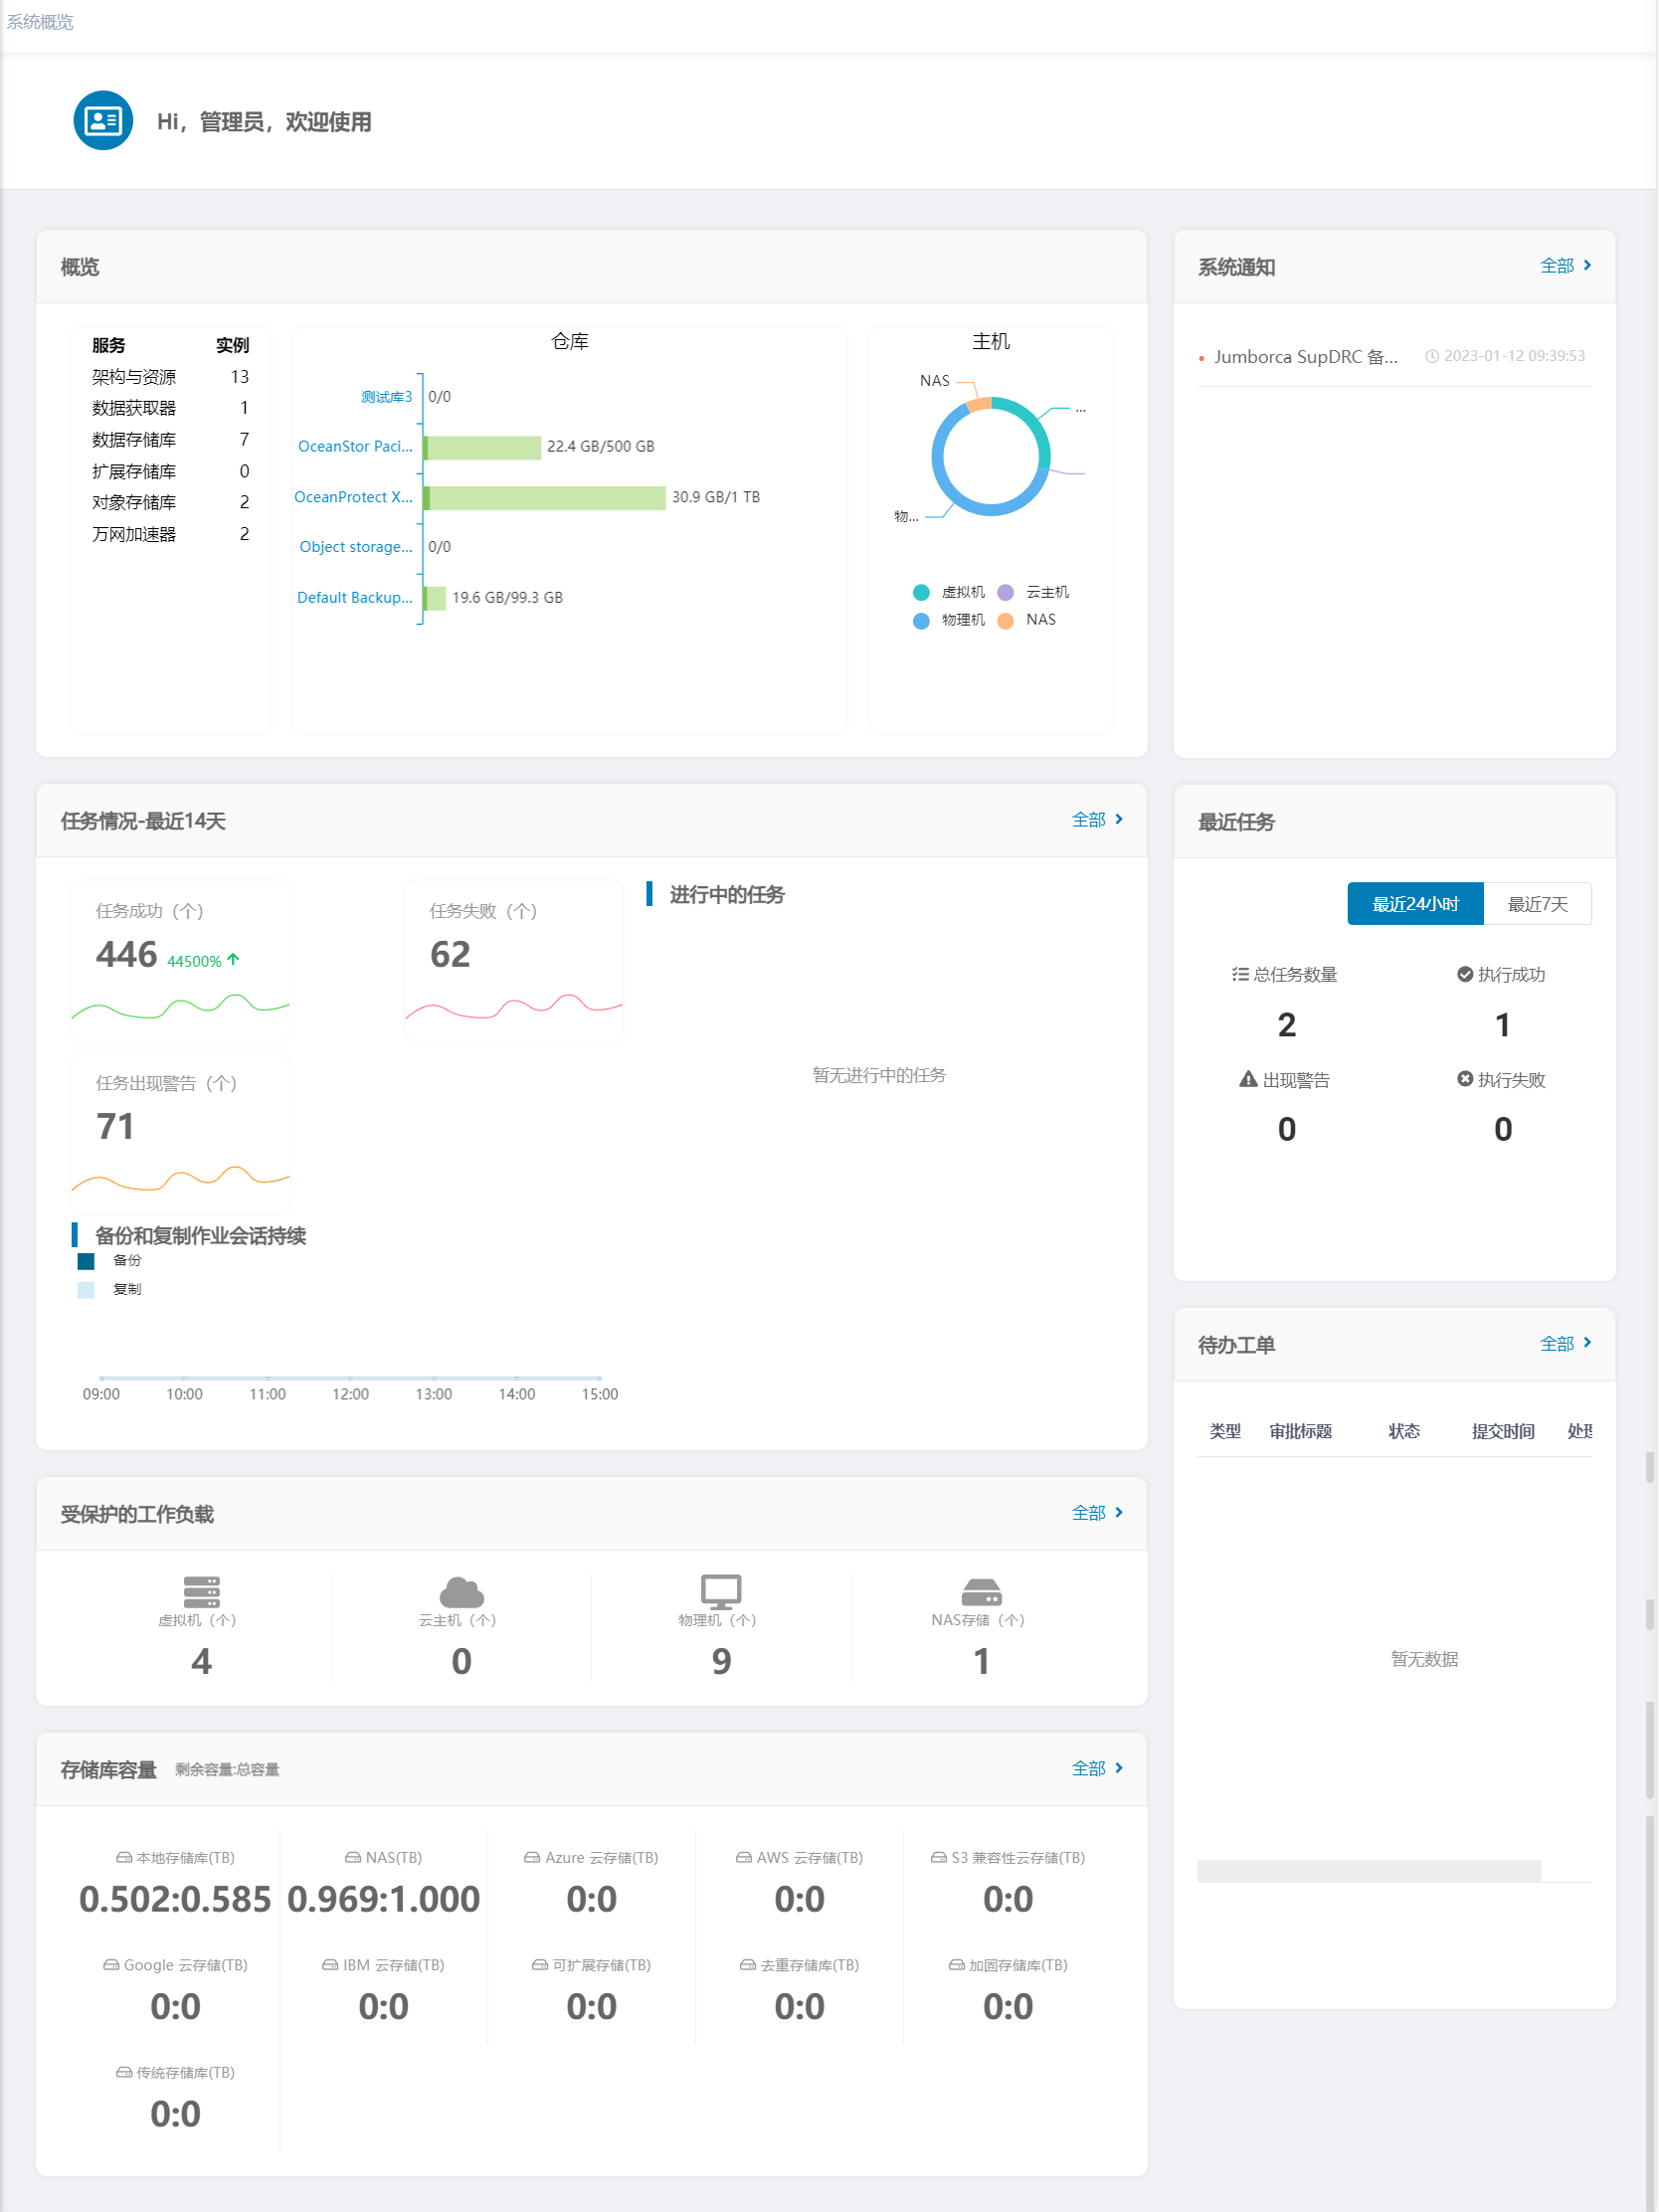 系统概览
Hi，管理员，欢迎使用
概览
服务 实例
架构与资源 13
数据获取器 1
数据存储库 7
扩展存储库 0
对象存储库 2
万网加速器 2
仓库
测试库3 0/0
OceanStor Paci... 22.4 GB/500 GB
OceanProtect X... 30.9 GB/1 TB
Object storage... 0/0
Default Backup... 19.6 GB/99.3 GB
主机
NAS
...
物...
虚拟机 云主机
物理机 NAS
系统通知 全部
Jumborca SupDRC 备... 2023-01-12 09:39:53
任务情况-最近14天 全部
任务成功（个）
446 44500%
任务失败（个）
62
任务出现警告（个）
71
进行中的任务
暂无进行中的任务
备份和复制作业会话持续
备份
复制
09:00 10:00 11:00 12:00 13:00 14:00 15:00
最近任务
最近24小时 最近7天
总任务数量 执行成功
2 1
出现警告 执行失败
0 0
待办工单 全部
类型 审批标题 状态 提交时间 处理
暂无数据
受保护的工作负载 全部
虚拟机（个） 云主机（个） 物理机（个） NAS存储（个）
4 0 9 1
存储库容量 剩余容量:总容量 全部
本地存储库(TB) NAS(TB) Azure 云存储(TB) AWS 云存储(TB) S3 兼容性云存储(TB)
0.502:0.585 0.969:1.000 0:0 0:0 0:0
Google 云存储(TB) IBM 云存储(TB) 可扩展存储(TB) 去重存储库(TB) 加固存储库(TB)
0:0 0:0 0:0 0:0 0:0
传统存储库(TB)
0:0